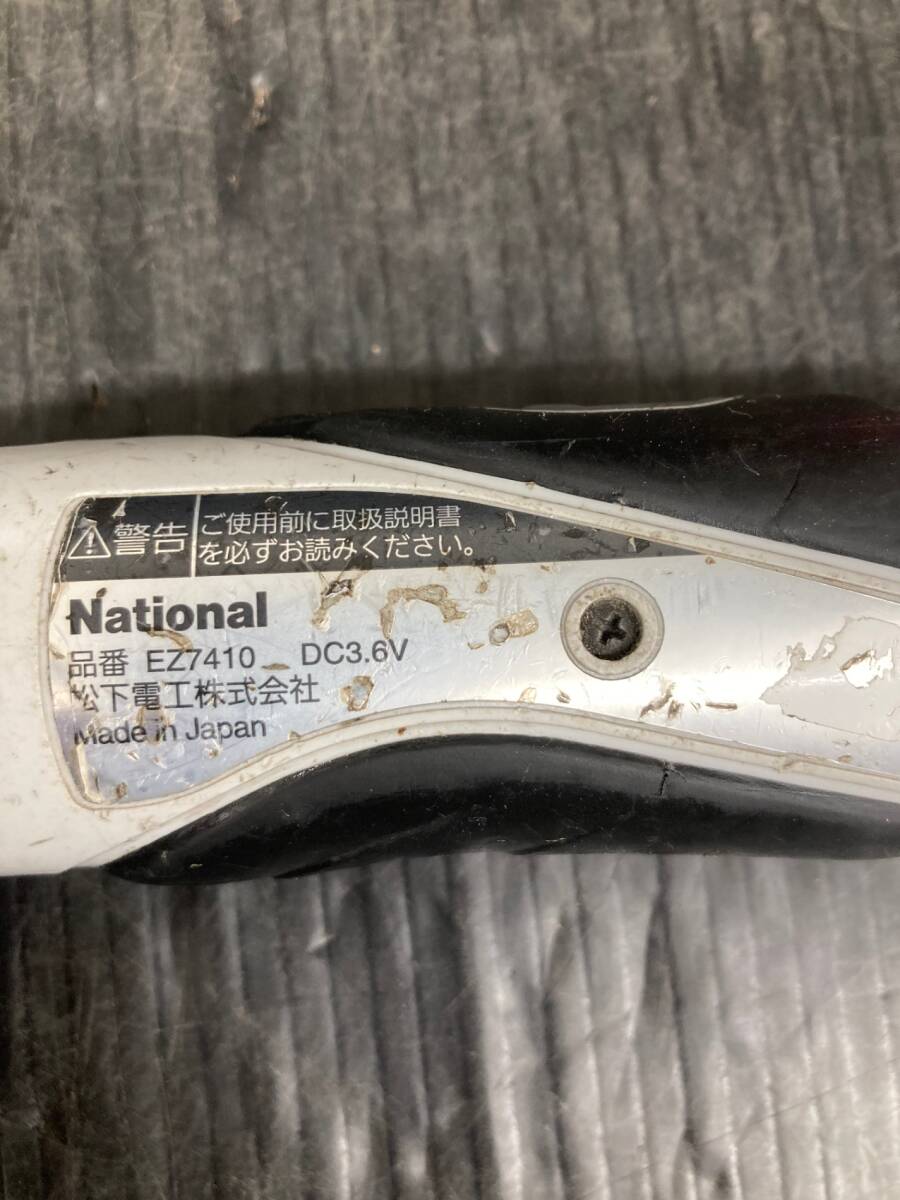 警告
ご使用前に取扱説明書
を必ずお読みください。
National
品番 EZ7410 DC3.6V
松下電工株式会社
Made in Japan